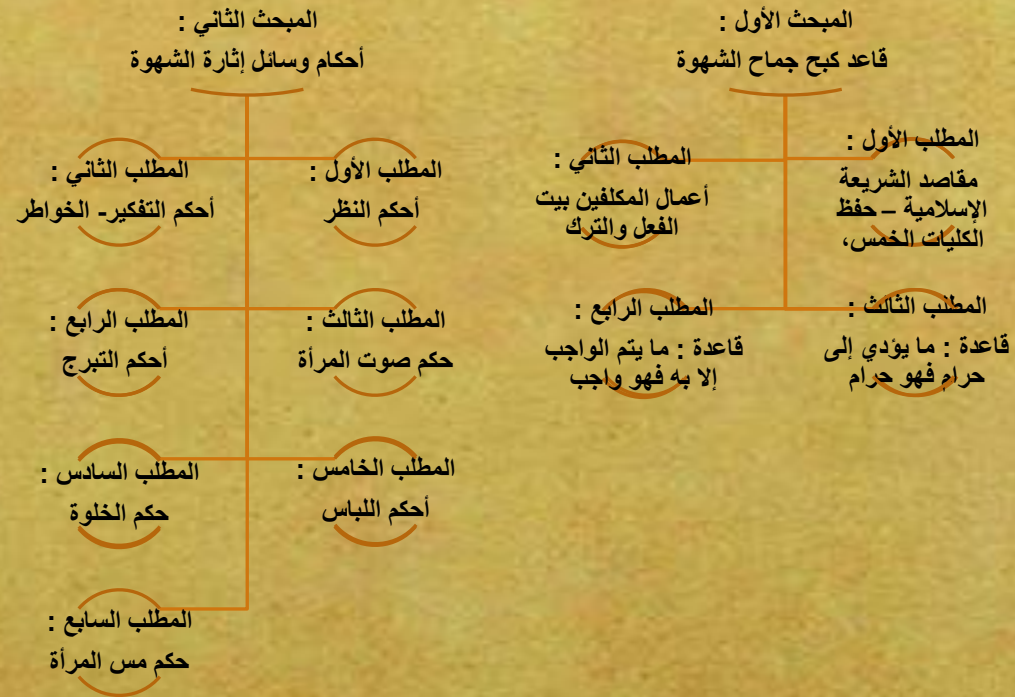 المبحث الأول :
قاعد كبح جماح الشهوة
المطلب الأول :
مقاصد الشريعة
الإسلامية – حفظ
الكليات الخمس،
المطلب الثاني :
أعمال المكلفين بيت
الفعل والترك
المطلب الثالث :
قاعدة : ما يؤدي إلى
حرام فهو حرام
المطلب الرابع :
قاعدة : ما يتم الواجب
إلا به فهو واجب
المبحث الثاني :
أحكام وسائل إثارة الشهوة
المطلب الأول :
أحكم النظر
المطلب الثاني :
أحكم التفكير- الخواطر
المطلب الثالث :
حكم صوت المرأة
المطلب الرابع :
أحكم التبرج
المطلب الخامس :
أحكم اللباس
المطلب السادس :
حكم الخلوة
المطلب السابع :
حكم مس المرأة